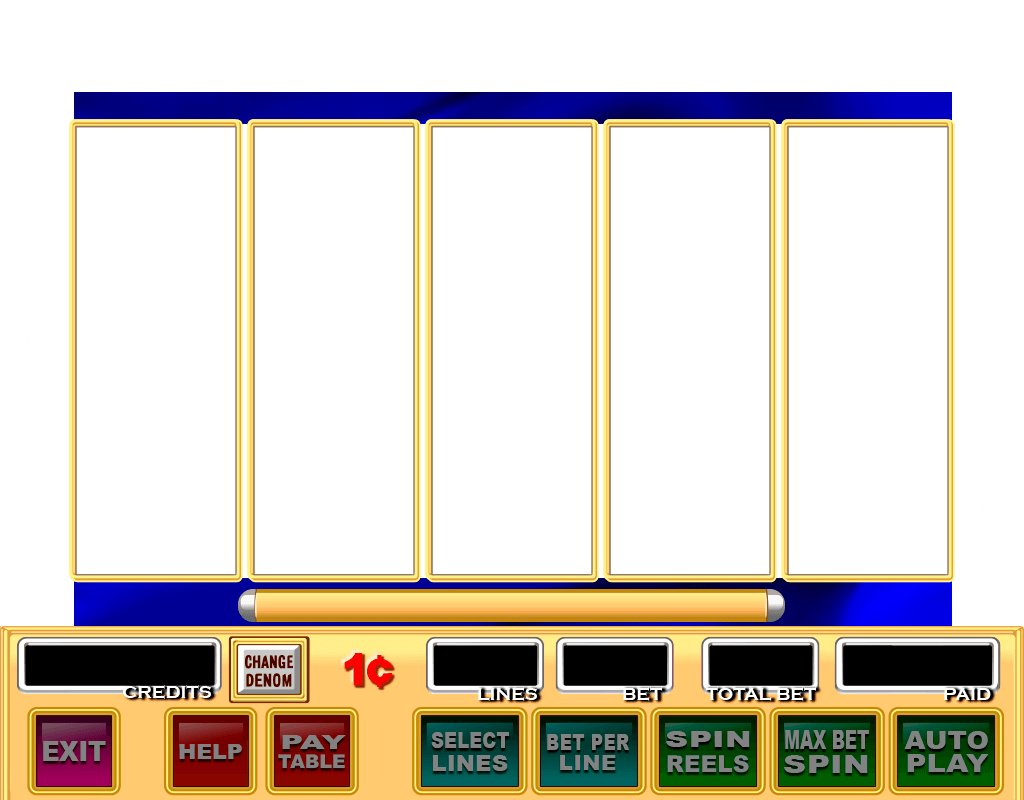 CHANGE
DENOM
1¢
CREDITS
LINES
BET
TOTAL BET
PAID
EXIT
HELP
PAY
TABLE
SELECT
LINES
BET PER
LINE
SPIN
REELS
MAX BET
SPIN
AUTO
PLAY